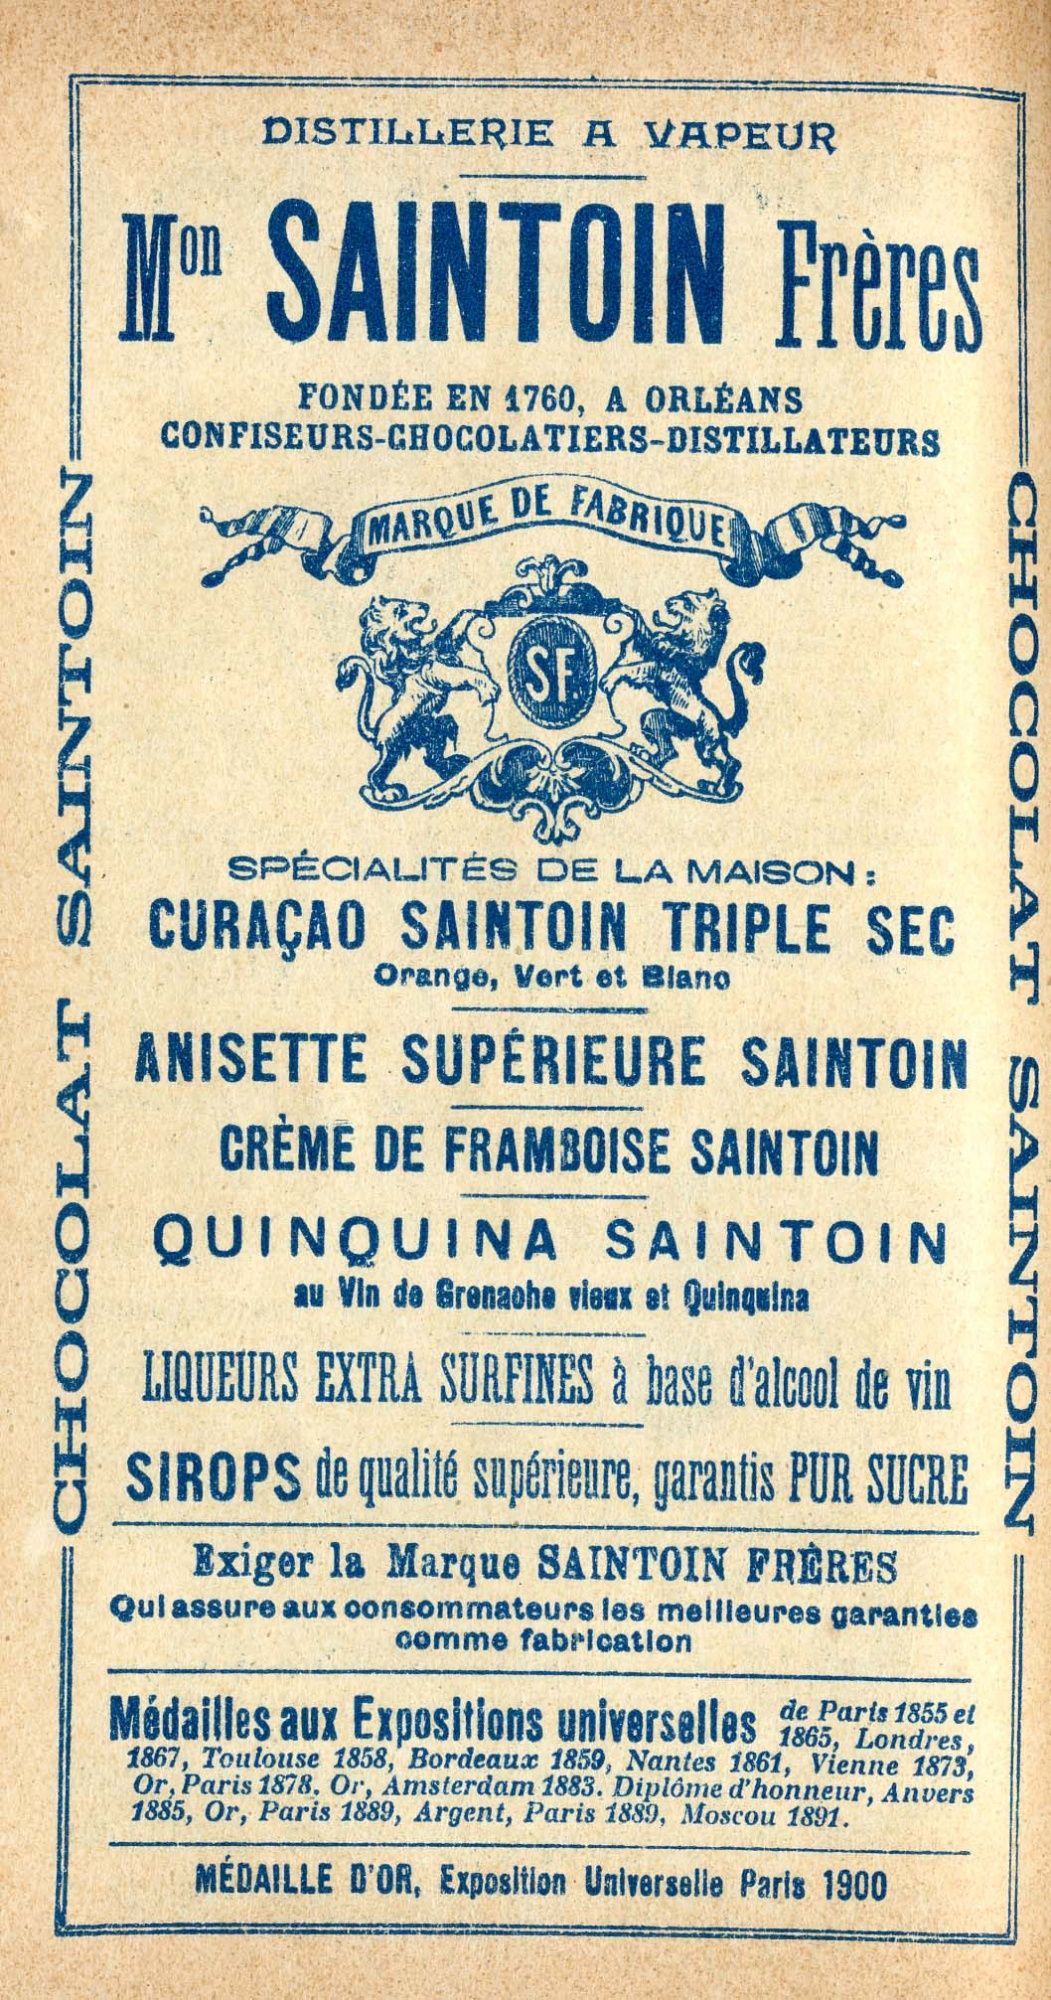 DISTILLERIE A VAPEUR
Mon SAINTOIN Frères
FONDÉE EN 1760, A ORLÉANS
CONFISEURS-CHOCOLATIERS-DISTILLATEURS
MARQUE DE FABRIQUE
S.F.
CHOCOLAT SAINTOIN
CHOCOLAT SAINTOIN
SPÉCIALITÉS DE LA MAISON:
CURAÇAO SAINTOIN TRIPLE SEC
Orange, Vert et Blanc
ANISETTE SUPÉRIEURE SAINTOIN
CRÈME DE FRAMBOISE SAINTOIN
QUINQUINA SAINTOIN
au Vin de Grenache vieux et Quinquina
LIQUEURS EXTRA SURFINES à base d'alcool de vin
SIROPS de qualité supérieure, garantis PUR SUCRE
Exiger la Marque SAINTOIN FRÈRES
Qui assure aux consommateurs les meilleures garanties
comme fabrication
Médailles aux Expositions universelles de Paris 1855 et
1865, Londres,
1867, Toulouse 1858, Bordeaux 1859, Nantes 1861, Vienne 1873,
Or, Paris 1878. Or, Amsterdam 1883. Diplôme d'honneur, Anvers
1885, Or, Paris 1889, Argent, Paris 1889, Moscou 1891.
MÉDAILLE D'OR, Exposition Universelle Paris 1900